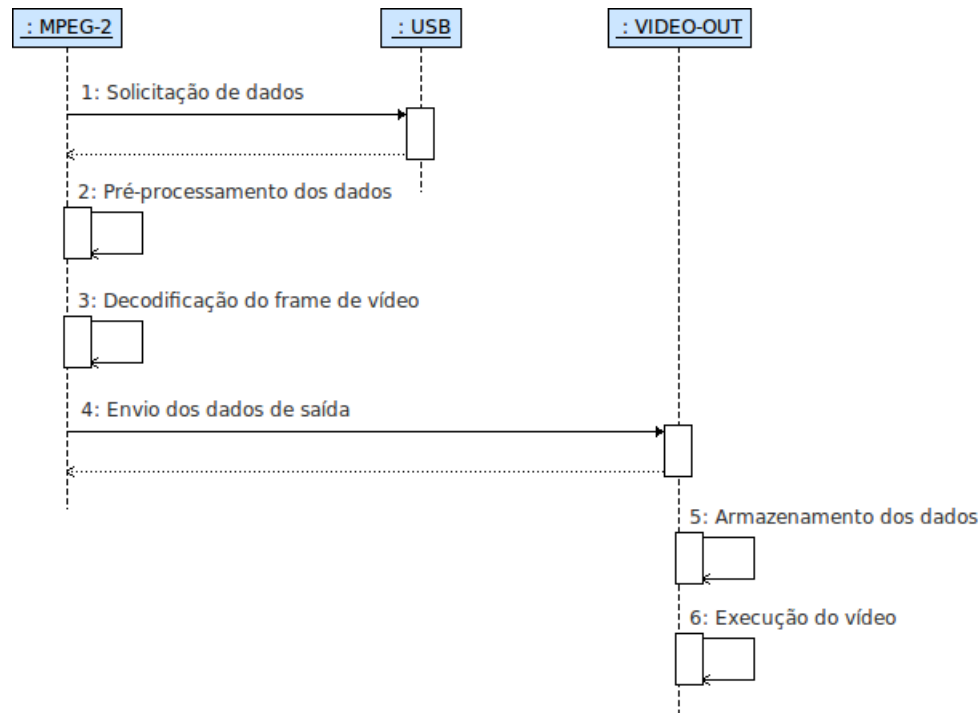 : MPEG-2
: USB
: VIDEO-OUT
1: Solicitação de dados
2: Pré-processamento dos dados
3: Decodificação do frame de vídeo
4: Envio dos dados de saída
5: Armazenamento dos dados
6: Execução do vídeo